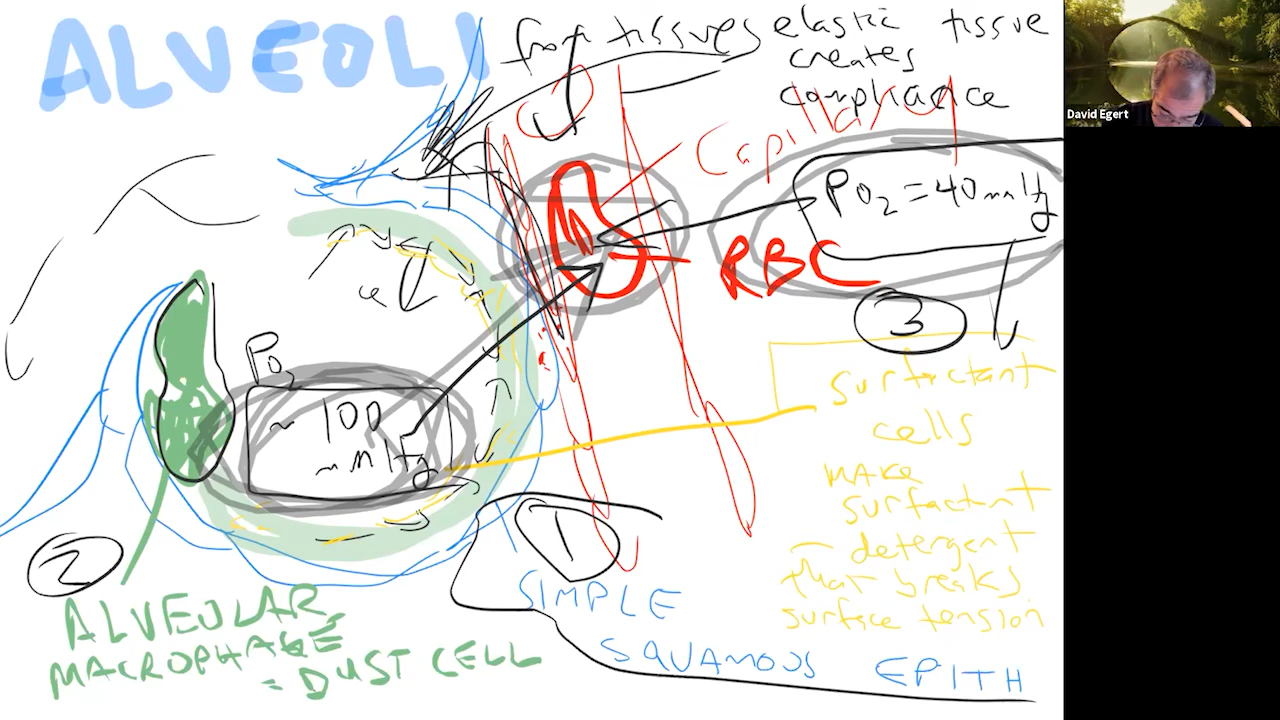 ALVEOLI
from tissues
elastic tissue
creates
compliance
Capillary
PO2 = 40 mmHg
RBC
3
PO2
~ 100
mmHg
surfactant
cells
make
surfactant
- detergent
that breaks
surface tension
1
SIMPLE
SQUAMOUS EPITH
2
ALVEOLAR
MACROPHAGE
= DUST CELL
David Egert